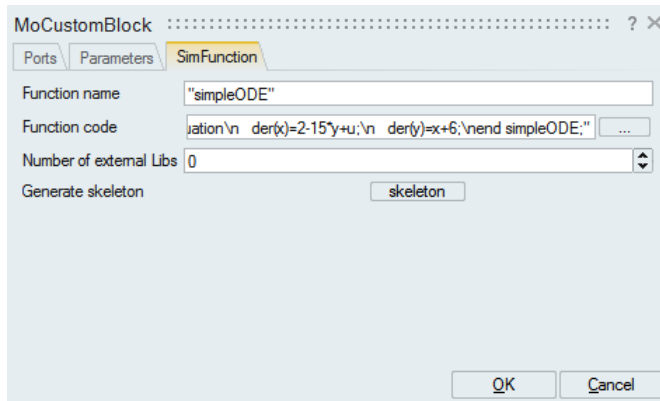 MoCustomBlock ? ×
Ports Parameters SimFunction
Function name "simpleODE"
Function code uation\n   der(x)=2-15*y+u;\n   der(y)=x+6;\nend simpleODE;" ...
Number of external Libs 0
Generate skeleton skeleton
OK Cancel